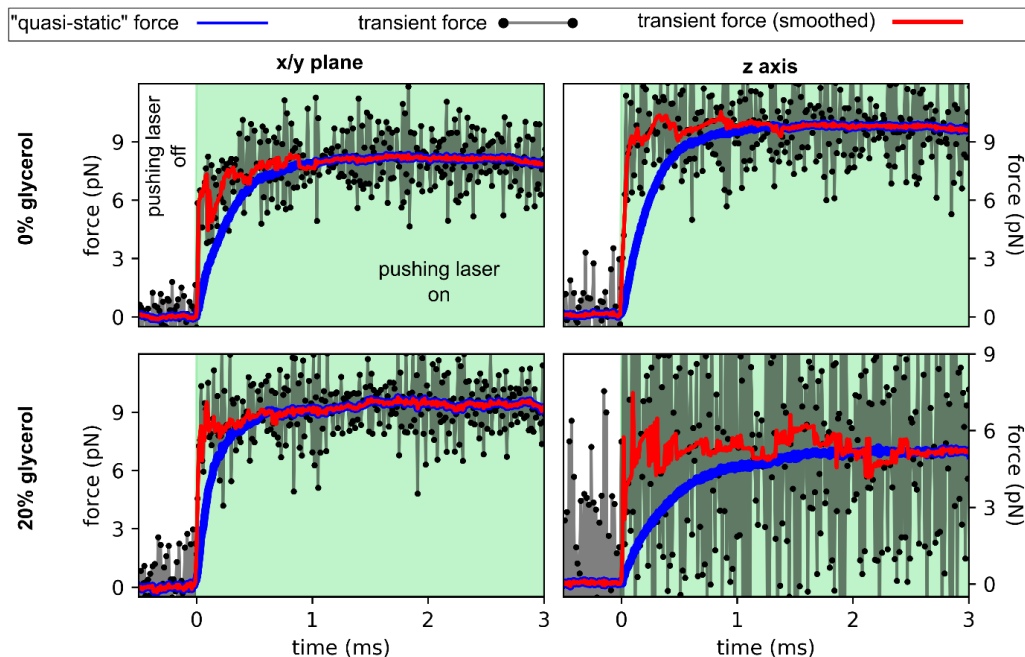 "quasi-static" force transient force transient force (smoothed)
x/y plane
z axis
0% glycerol
force (pN)
9
6
3
0
pushing laser
off
pushing laser
on
9
6
3
0
force (pN)
20% glycerol
force (pN)
9
6
3
0
9
6
3
0
force (pN)
0 1 2 3
time (ms)
0 1 2 3
time (ms)